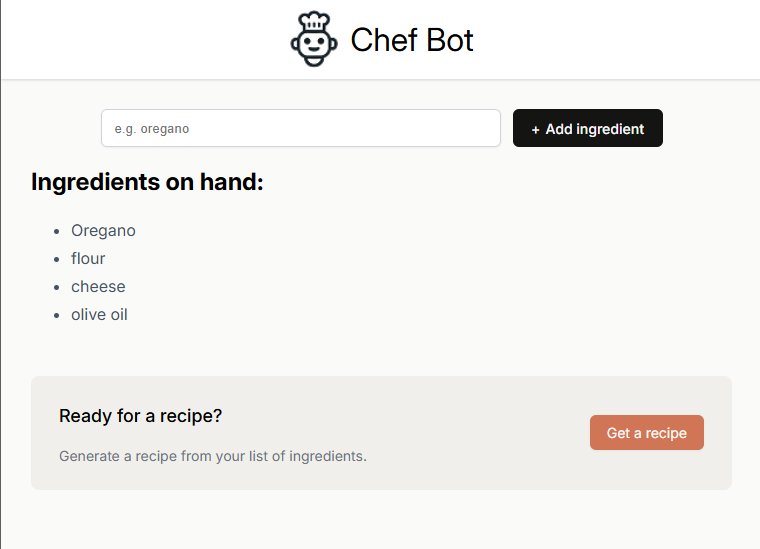 Chef Bot
e.g. oregano
+ Add ingredient
Ingredients on hand:
• Oregano
• flour
• cheese
• olive oil
Ready for a recipe?
Generate a recipe from your list of ingredients.
Get a recipe